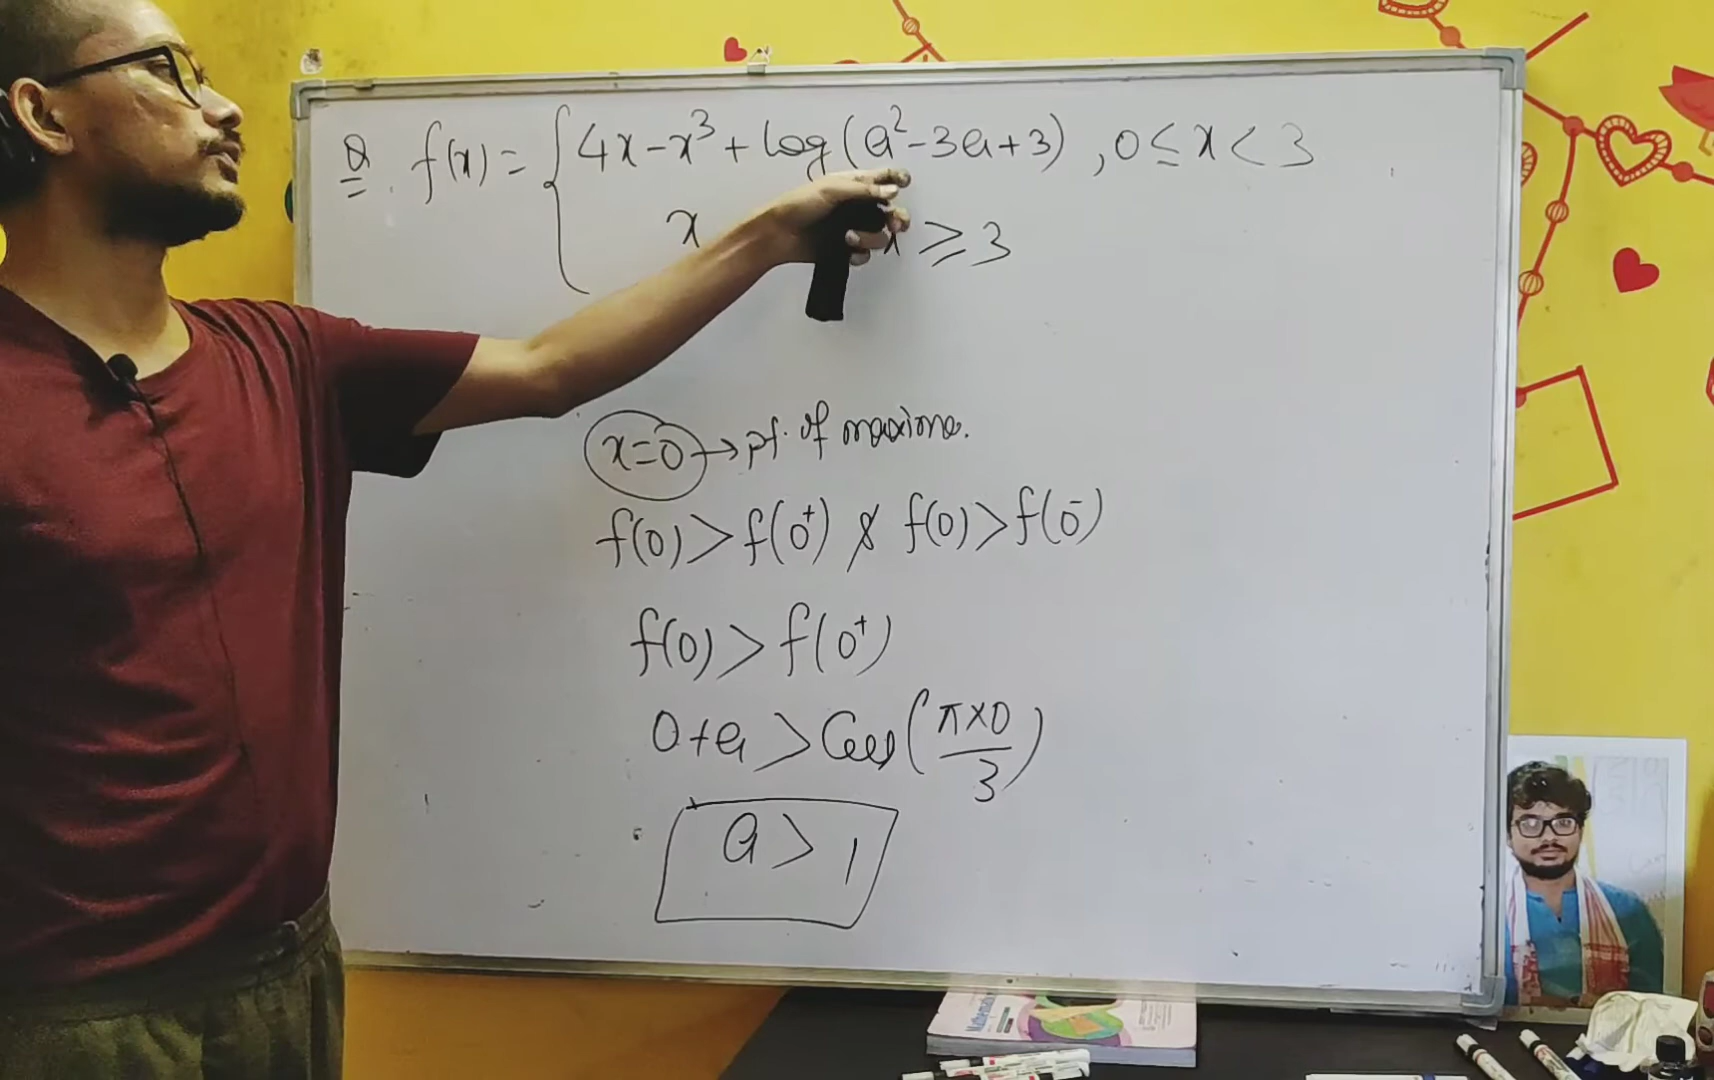 Q. f(x) = { 4x - x³ + log(a² - 3a + 3) , 0 ≤ x < 3
x x ≥ 3
x=0 → pt. of maxima.
f(0) > f(0⁺) & f(0) > f(0⁻)
f(0) > f(0⁺)
0 + a > Cos(π×0/3)
a > 1
Mathematics